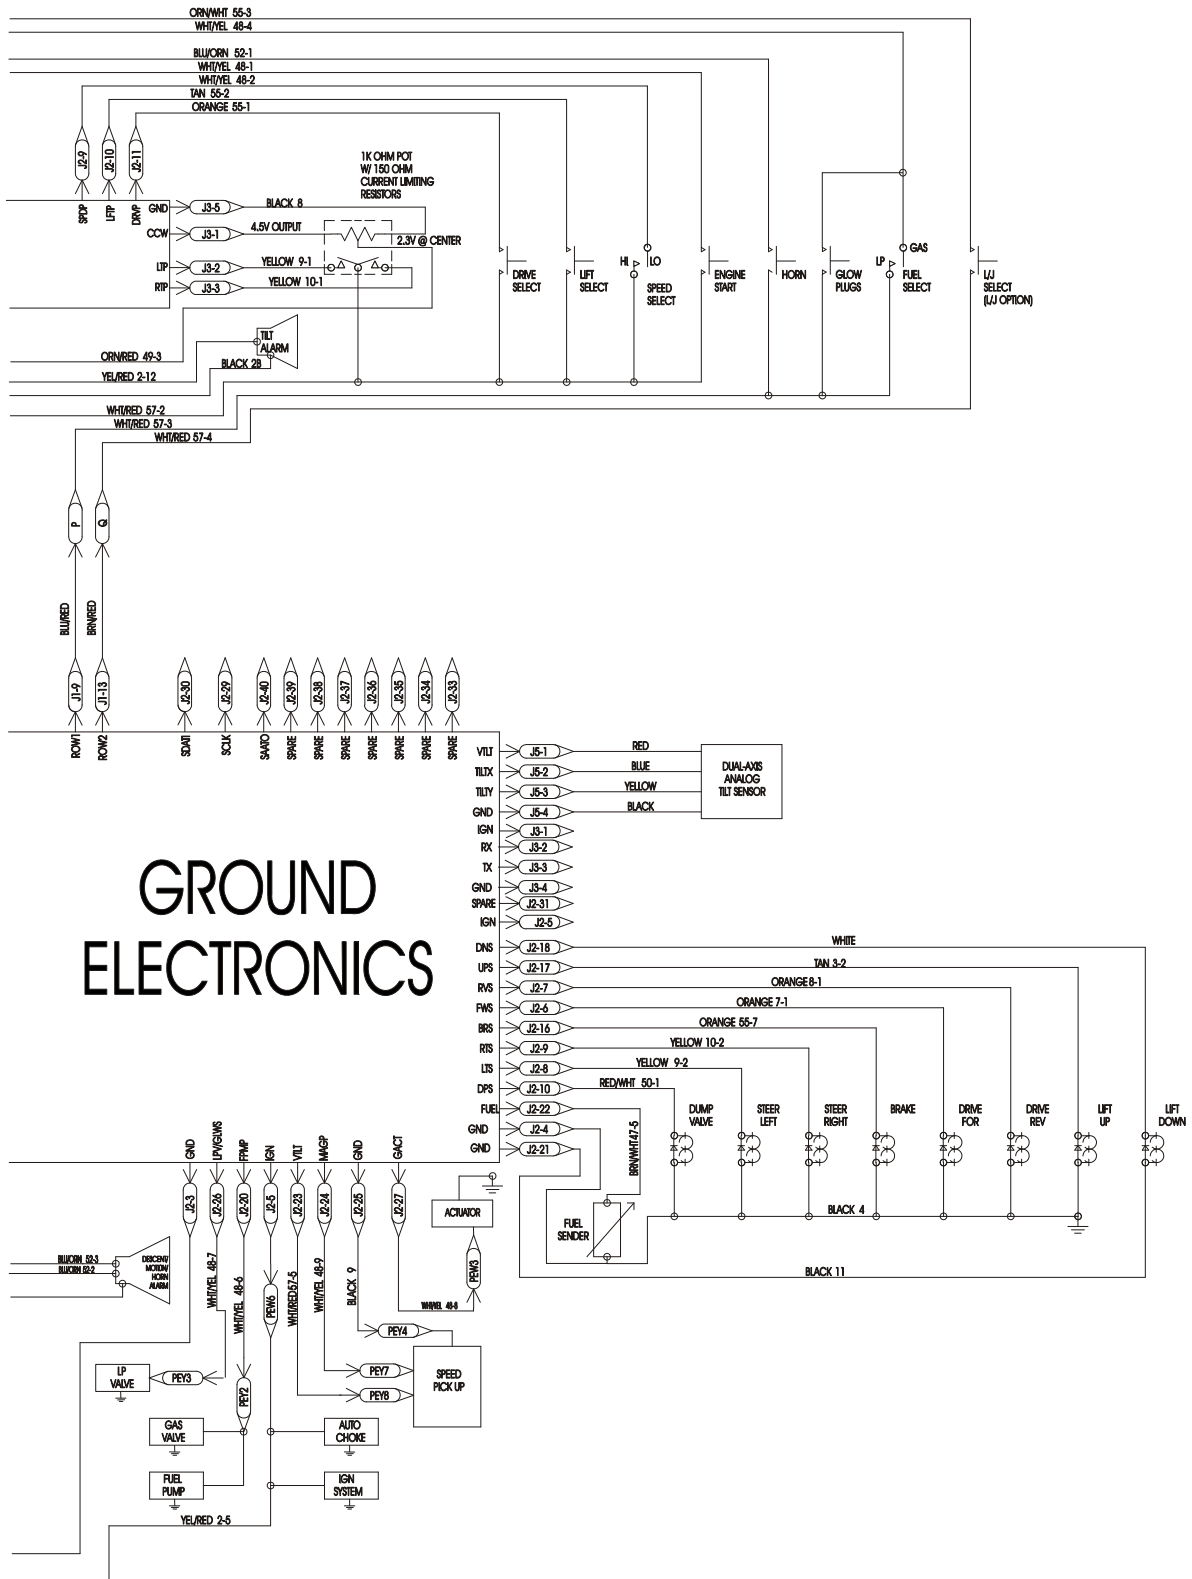 ORN/WHT 55-3
WHT/YEL 48-4
BLU/ORN 52-1
WHT/YEL 48-1
WHT/YEL 48-2
TAN 55-2
ORANGE 55-1
J2-9
J2-10
J2-11
SPDP
LFTP
DRVP
1K OHM POT
W/ 150 OHM
CURRENT LIMITING
RESISTORS
GND
J3-5
BLACK 8
CCW
J3-1
4.5V OUTPUT
2.3V @ CENTER
LTP
J3-2
YELLOW 9-1
RTP
J3-3
YELLOW 10-1
DRIVE
SELECT
LIFT
SELECT
HI
LO
SPEED
SELECT
ENGINE
START
HORN
GLOW
PLUGS
GAS
LP
FUEL
SELECT
L/J
SELECT
(L/J OPTION)
TILT
ALARM
ORN/RED 49-3
BLACK 2B
YEL/RED 2-12
WHT/RED 57-2
WHT/RED 57-3
WHT/RED 57-4
P
Q
BLU/RED
BRN/RED
J1-9
J1-13
J2-30
J2-29
J2-40
J2-39
J2-38
J2-37
J2-36
J2-35
J2-34
J2-33
ROW1
ROW2
SDATI
SCLK
SAATO
SPARE
SPARE
SPARE
SPARE
SPARE
SPARE
SPARE
GROUND
ELECTRONICS
VTLT
J5-1
RED
TILTX
J5-2
BLUE
TILTY
J5-3
YELLOW
GND
J5-4
BLACK
DUAL-AXIS
ANALOG
TILT SENSOR
IGN
J3-1
RX
J3-2
TX
J3-3
GND
J3-4
SPARE
J2-31
IGN
J2-5
DNS
J2-18
WHITE
UPS
J2-17
TAN 3-2
RVS
J2-7
ORANGE 8-1
FWS
J2-6
ORANGE 7-1
BRS
J2-16
ORANGE 55-7
RTS
J2-9
YELLOW 10-2
LTS
J2-8
YELLOW 9-2
DPS
J2-10
RED/WHT 50-1
FUEL
J2-22
GND
J2-4
GND
J2-21
BRN/WHT47-5
DUMP
VALVE
STEER
LEFT
STEER
RIGHT
BRAKE
DRIVE
FOR
DRIVE
REV
LIFT
UP
LIFT
DOWN
BLACK 4
BLACK 11
FUEL
SENDER
GND
LPV/GLWS
FPMP
IGN
VTLT
MAGP
GND
GACT
J2-3
J2-26
J2-20
J2-5
J2-23
J2-24
J2-25
J2-27
ACTUATOR
PEW3
BLU/ORN 52-3
BLU/ORN 52-2
DESCENT/
MOTION/
HORN
ALARM
WHT/YEL 48-7
WHT/YEL 48-6
PEW6
WHT/RED57-5
WHT/YEL 48-9
BLACK 9
WHT/YEL 48-8
PEY4
PEY7
PEY8
SPEED
PICK UP
LP
VALVE
PEY3
PEY2
GAS
VALVE
AUTO
CHOKE
FUEL
PUMP
IGN
SYSTEM
YEL/RED 2-5